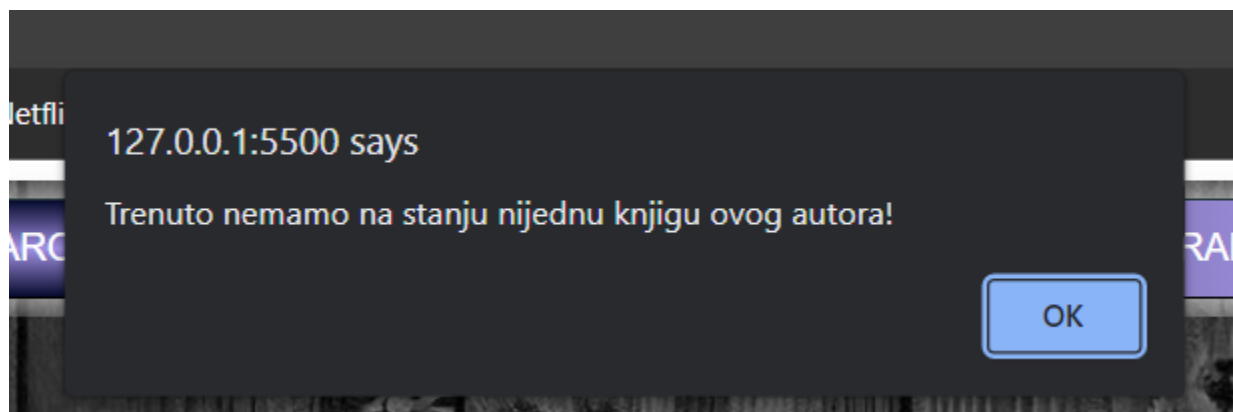 127.0.0.1:5500 says
Trenuto nemamo na stanju nijednu knjigu ovog autora!
OK